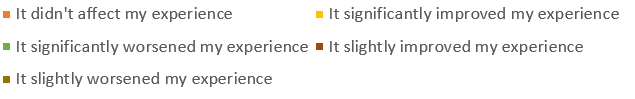 It didn't affect my experience
It significantly improved my experience
It significantly worsened my experience
It slightly improved my experience
It slightly worsened my experience